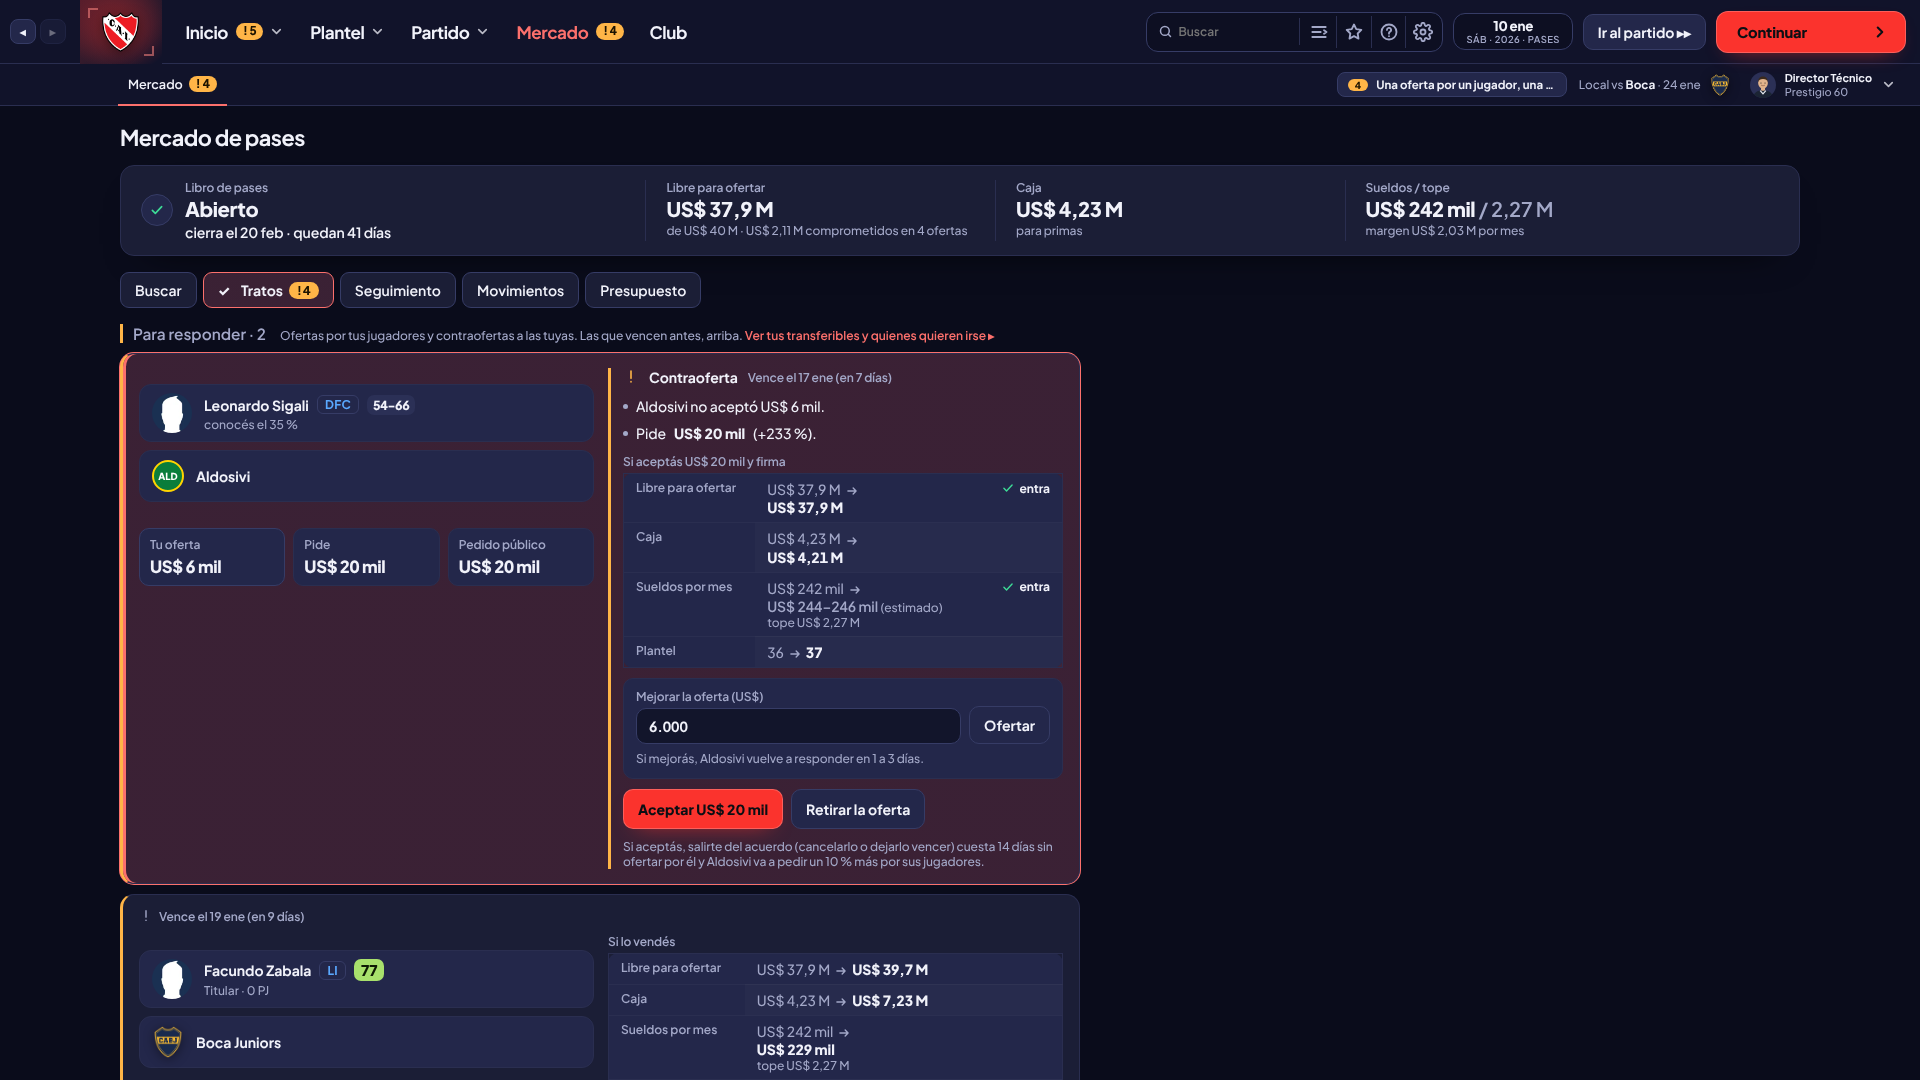 Inicio !5
Plantel
Partido
Mercado !4
Club
Buscar
10 ene
SÁB · 2026 · PASES
Ir al partido ▸▸
Continuar
Mercado !4
4 Una oferta por un jugador, una ...
Local vs Boca · 24 ene
Director Técnico
Prestigio 60
Mercado de pases
Libro de pases
Abierto
cierra el 20 feb · quedan 41 días
Libre para ofertar
US$ 37,9 M
de US$ 40 M · US$ 2,11 M comprometidos en 4 ofertas
Caja
US$ 4,23 M
para primas
Sueldos / tope
US$ 242 mil / 2,27 M
margen US$ 2,03 M por mes
Buscar
Tratos !4
Seguimiento
Movimientos
Presupuesto
Para responder · 2 Ofertas por tus jugadores y contraofertas a las tuyas. Las que vencen antes, arriba. Ver tus transferibles y quienes quieren irse ▸
Leonardo Sigali DFC 54–66
conocés el 35 %
ALD Aldosivi
Tu oferta
US$ 6 mil
Pide
US$ 20 mil
Pedido público
US$ 20 mil
! Contraoferta Vence el 17 ene (en 7 días)
• Aldosivi no aceptó US$ 6 mil.
• Pide US$ 20 mil (+233 %).
Si aceptás US$ 20 mil y firma
Libre para ofertar US$ 37,9 M → US$ 37,9 M ✓ entra
Caja US$ 4,23 M → US$ 4,21 M
Sueldos por mes US$ 242 mil → US$ 244–246 mil (estimado) ✓ entra
tope US$ 2,27 M
Plantel 36 → 37
Mejorar la oferta (US$)
6.000
Ofertar
Si mejorás, Aldosivi vuelve a responder en 1 a 3 días.
Aceptar US$ 20 mil
Retirar la oferta
Si aceptás, salirte del acuerdo (cancelarlo o dejarlo vencer) cuesta 14 días sin
ofertar por él y Aldosivi va a pedir un 10 % más por sus jugadores.
! Vence el 19 ene (en 9 días)
Facundo Zabala LI 77
Titular · 0 PJ
CABJ Boca Juniors
Si lo vendés
Libre para ofertar US$ 37,9 M → US$ 39,7 M
Caja US$ 4,23 M → US$ 7,23 M
Sueldos por mes US$ 242 mil →
US$ 229 mil
tope US$ 2,27 M